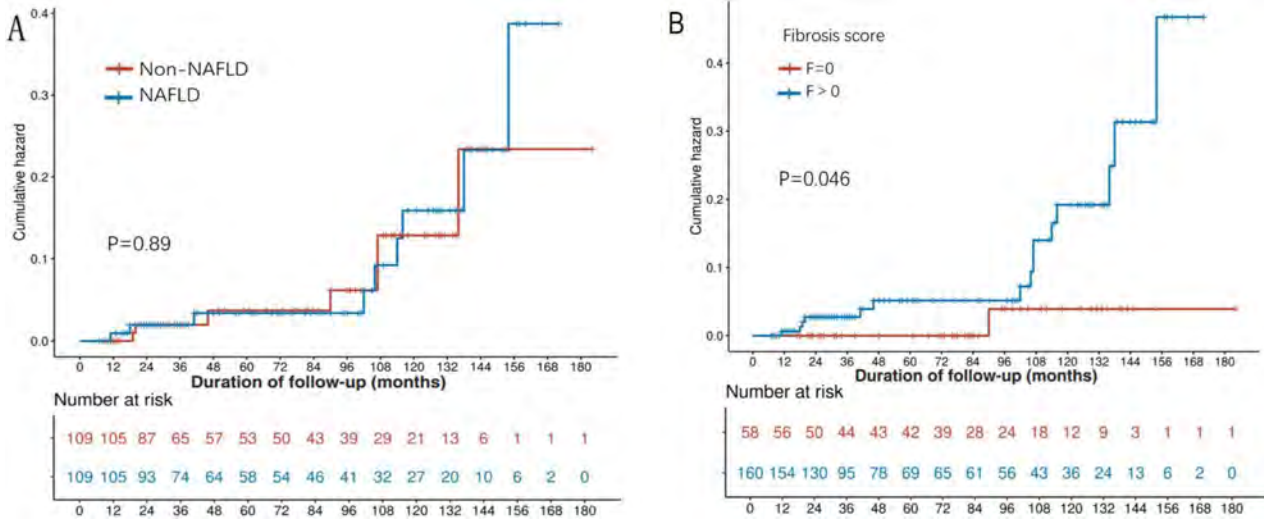 A
0.4
0.3
0.2
0.1
0.0
Cumulative hazard
Non-NAFLD
NAFLD
P=0.89
0 12 24 36 48 60 72 84 96 108 120 132 144 156 168 180
Duration of follow-up (months)
Number at risk
109 105 87 65 57 53 50 43 39 29 21 13 6 1 1 1
109 105 93 74 64 58 54 46 41 32 27 20 10 6 2 0
0 12 24 36 48 60 72 84 96 108 120 132 144 156 168 180
B
0.4
0.3
0.2
0.1
0.0
Cumulative hazard
Fibrosis score
F=0
F>0
P=0.046
0 12 24 36 48 60 72 84 96 108 120 132 144 156 168 180
Duration of follow-up (months)
Number at risk
58 56 50 44 43 42 39 28 24 18 12 9 3 1 1 1
160 154 130 95 78 69 65 61 56 43 36 24 13 6 2 0
0 12 24 36 48 60 72 84 96 108 120 132 144 156 168 180